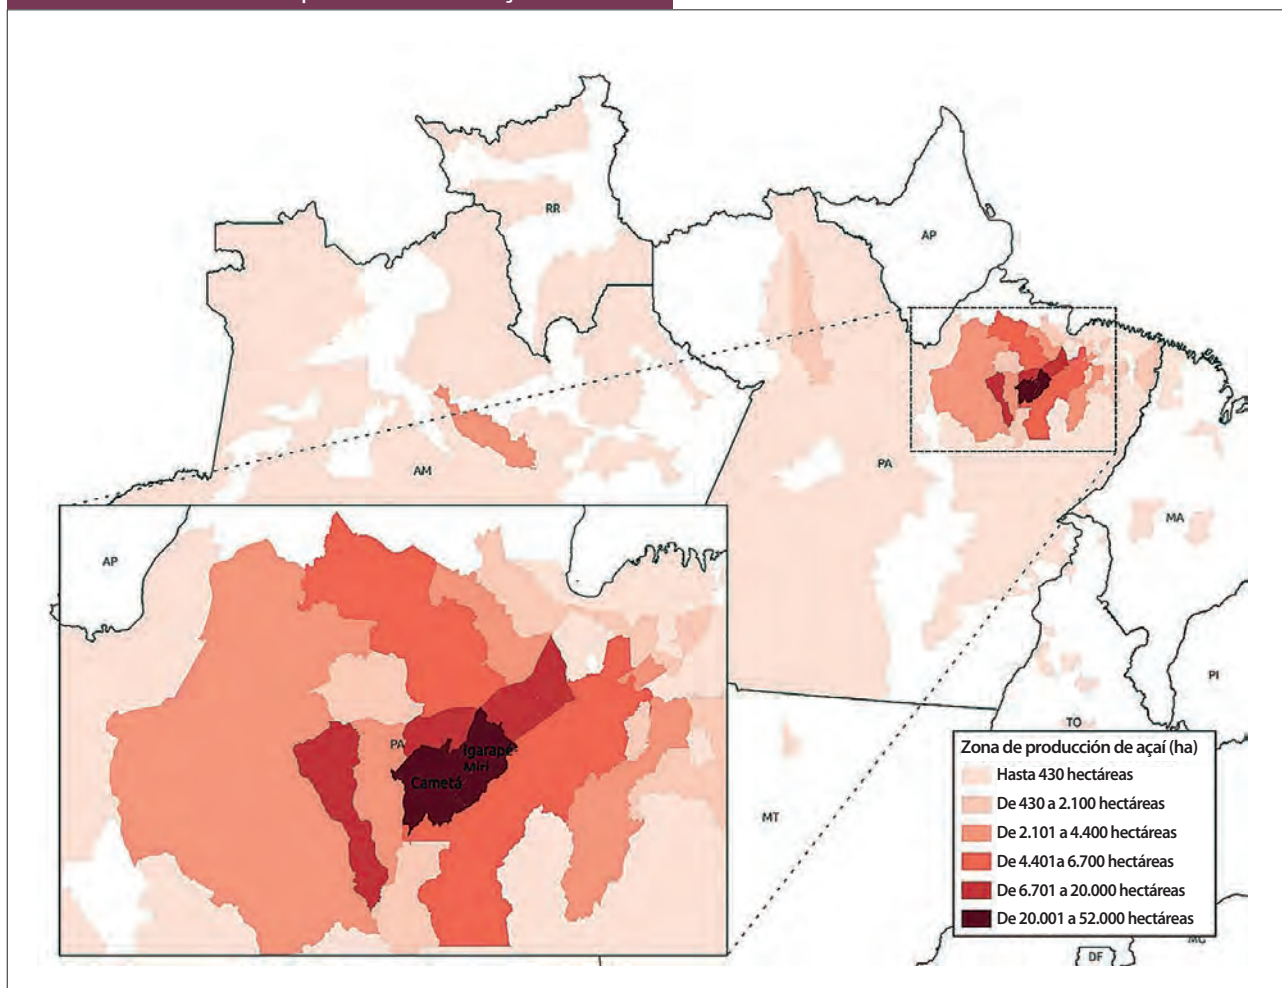 RR
AP
AM
PA
MA
AP
PI
PA
Igarapé-
Miri
Cametá
TO
MT
Zona de producción de açaí (ha)
Hasta 430 hectáreas
De 430 a 2.100 hectáreas
De 2.101 a 4.400 hectáreas
De 4.401 a 6.700 hectáreas
De 6.701 a 20.000 hectáreas
De 20.001 a 52.000 hectáreas
DF